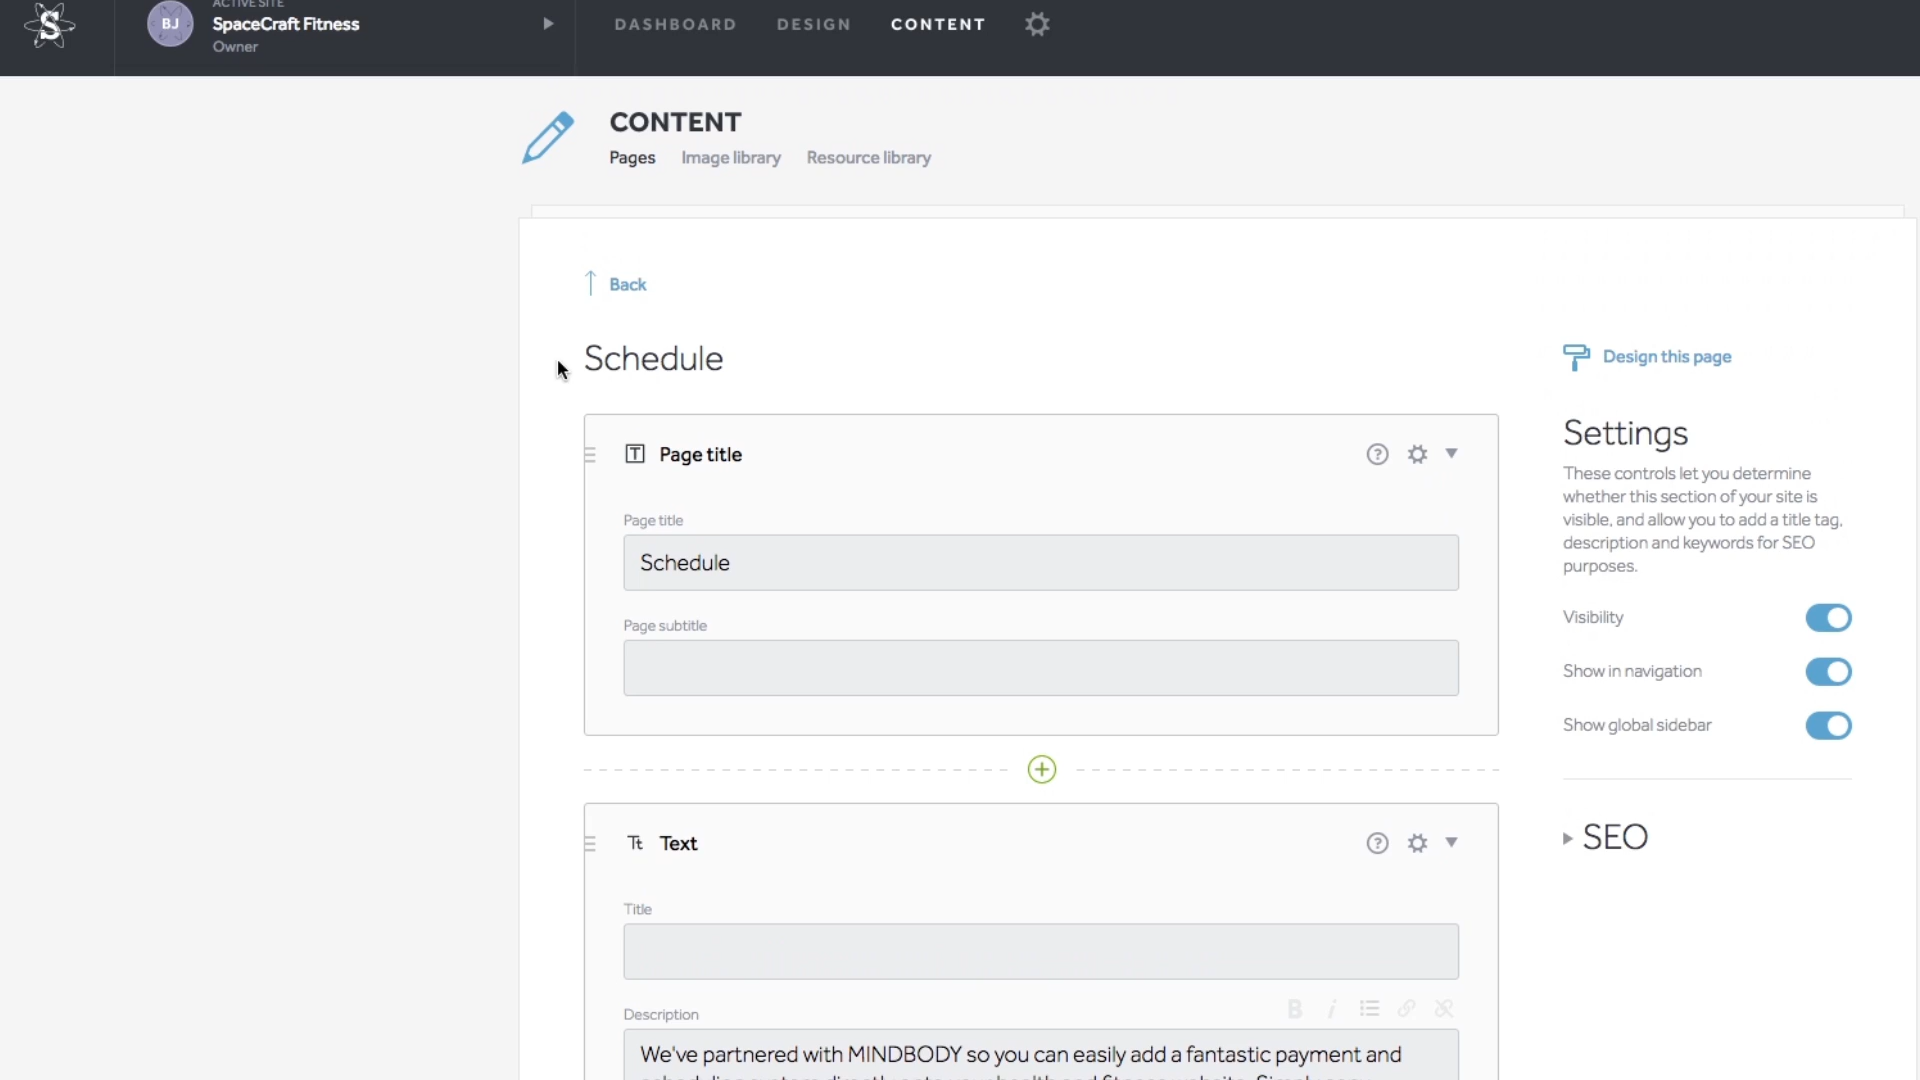 ACTIVE SITE
BJ
SpaceCraft Fitness
Owner
DASHBOARD
DESIGN
CONTENT
CONTENT
Pages
Image library
Resource library
Back
Schedule
Design this page
Settings
These controls let you determine
whether this section of your site is
visible, and allow you to add a title tag,
description and keywords for SEO
purposes.
Visibility
Show in navigation
Show global sidebar
SEO
Page title
Page title
Schedule
Page subtitle
Tt Text
Title
Description
B i
We've partnered with MINDBODY so you can easily add a fantastic payment and